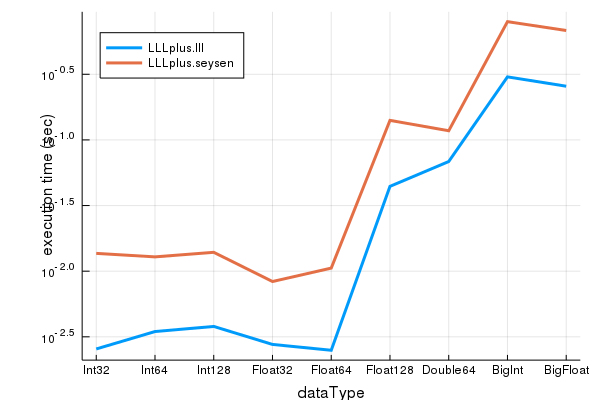 LLLplus.lll
LLLplus.seysen
execution time (sec)
10^-0.5
10^-1.0
10^-1.5
10^-2.0
10^-2.5
Int32 Int64 Int128 Float32 Float64 Float128 Double64 BigInt BigFloat
dataType